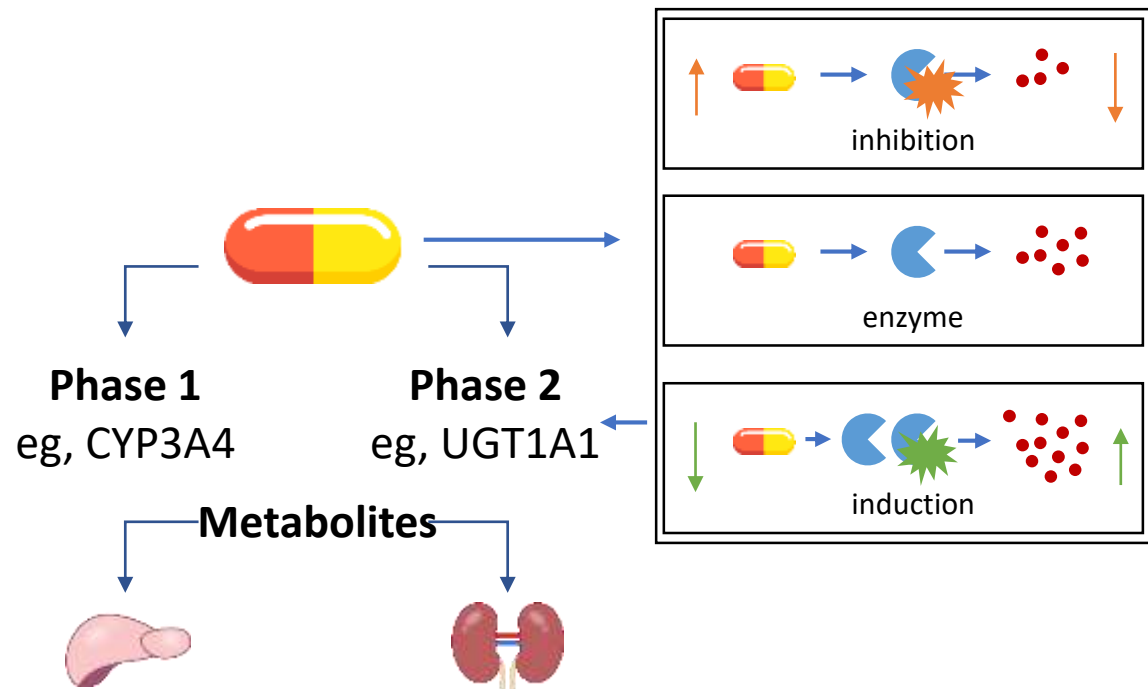 Phase 1
eg, CYP3A4
Phase 2
eg, UGT1A1
Metabolites
inhibition
enzyme
induction